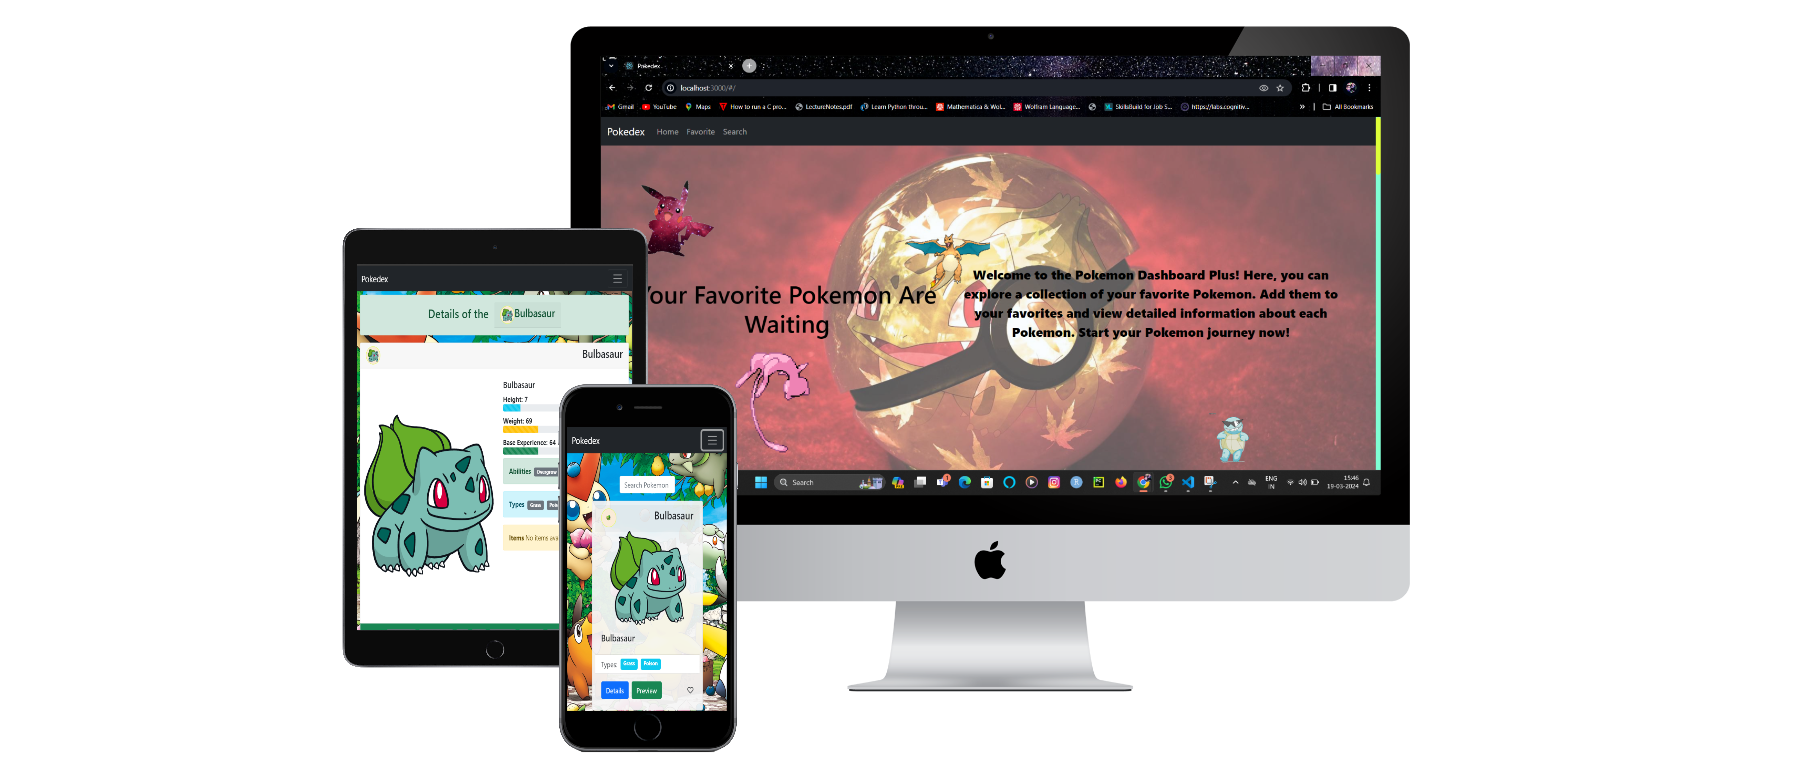 Pokedex
localhost:3000/#/
Gmail YouTube Maps How to run a C pro... LectureNotes.pdf Learn Python throu... Mathematica & Wol... Wolfram Language... SkillsBuild for Job S... https://labs.cognitiv... » All Bookmarks
Pokedex Home Favorite Search
Your Favorite Pokemon Are
Waiting
Welcome to the Pokemon Dashboard Plus! Here, you can
explore a collection of your favorite Pokemon. Add them to
your favorites and view detailed information about each
Pokemon. Start your Pokemon journey now!
Search
ENG
IN
15:46
19-03-2024
Pokedex
Details of the Bulbasaur
Bulbasaur
Bulbasaur
Height: 7
Weight: 69
Base Experience: 64
Abilities Overgrow
Types Grass
Items No items
Pokedex
Search Pokemon
Bulbasaur
Bulbasaur
Types: Grass Poison
Details Preview